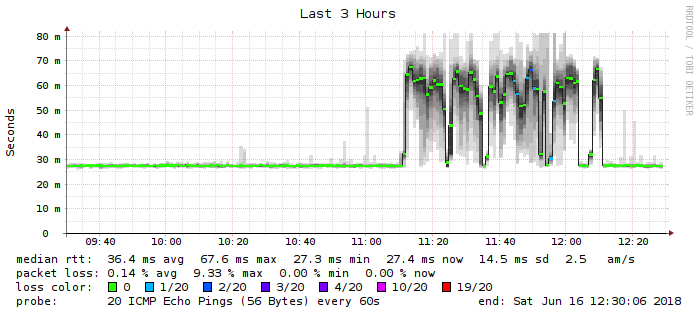 Last 3 Hours
RRDTOOL / TOBI OETIKER
Seconds
80 m
70 m
60 m
50 m
40 m
30 m
20 m
10 m
0
09:40 10:00 10:20 10:40 11:00 11:20 11:40 12:00 12:20
median rtt: 36.4 ms avg 67.6 ms max 27.3 ms min 27.4 ms now 14.5 ms sd 2.5 am/s
packet loss: 0.14 % avg 9.33 % max 0.00 % min 0.00 % now
loss color: 0 1/20 2/20 3/20 4/20 10/20 19/20
probe: 20 ICMP Echo Pings (56 Bytes) every 60s end: Sat Jun 16 12:30:06 2018